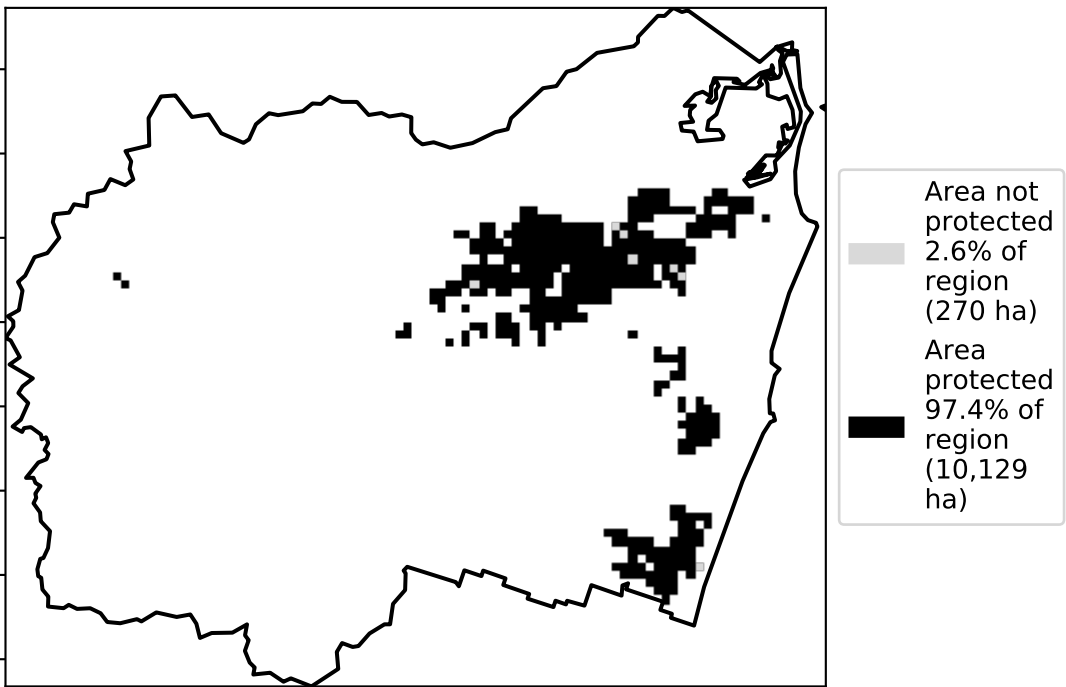 Area not
protected
2.6% of
region
(270 ha)
Area
protected
97.4% of
region
(10,129
ha)